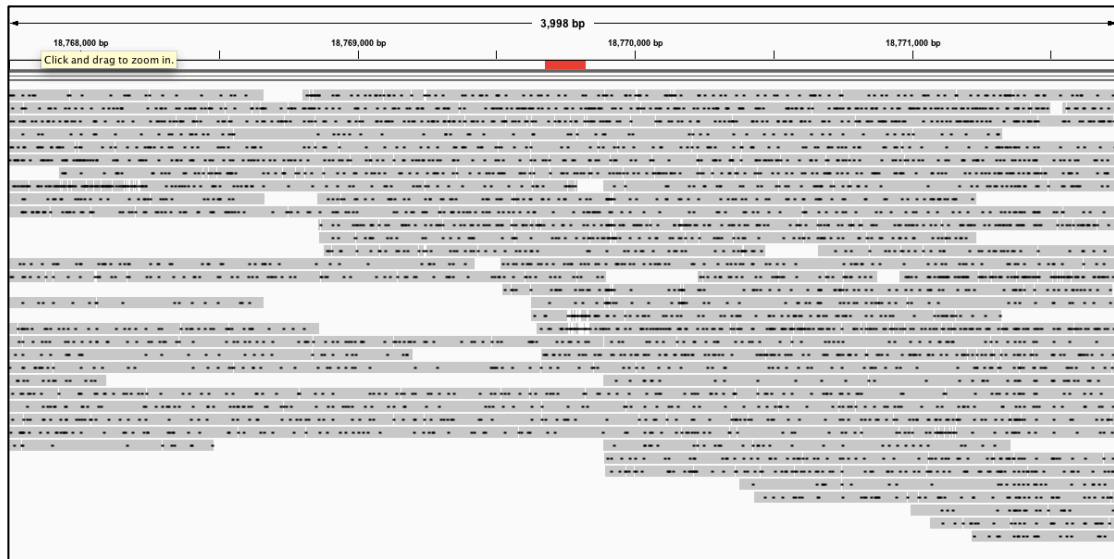 3,998 bp
18,768,000 bp 18,769,000 bp 18,770,000 bp 18,771,000 bp
Click and drag to zoom in.